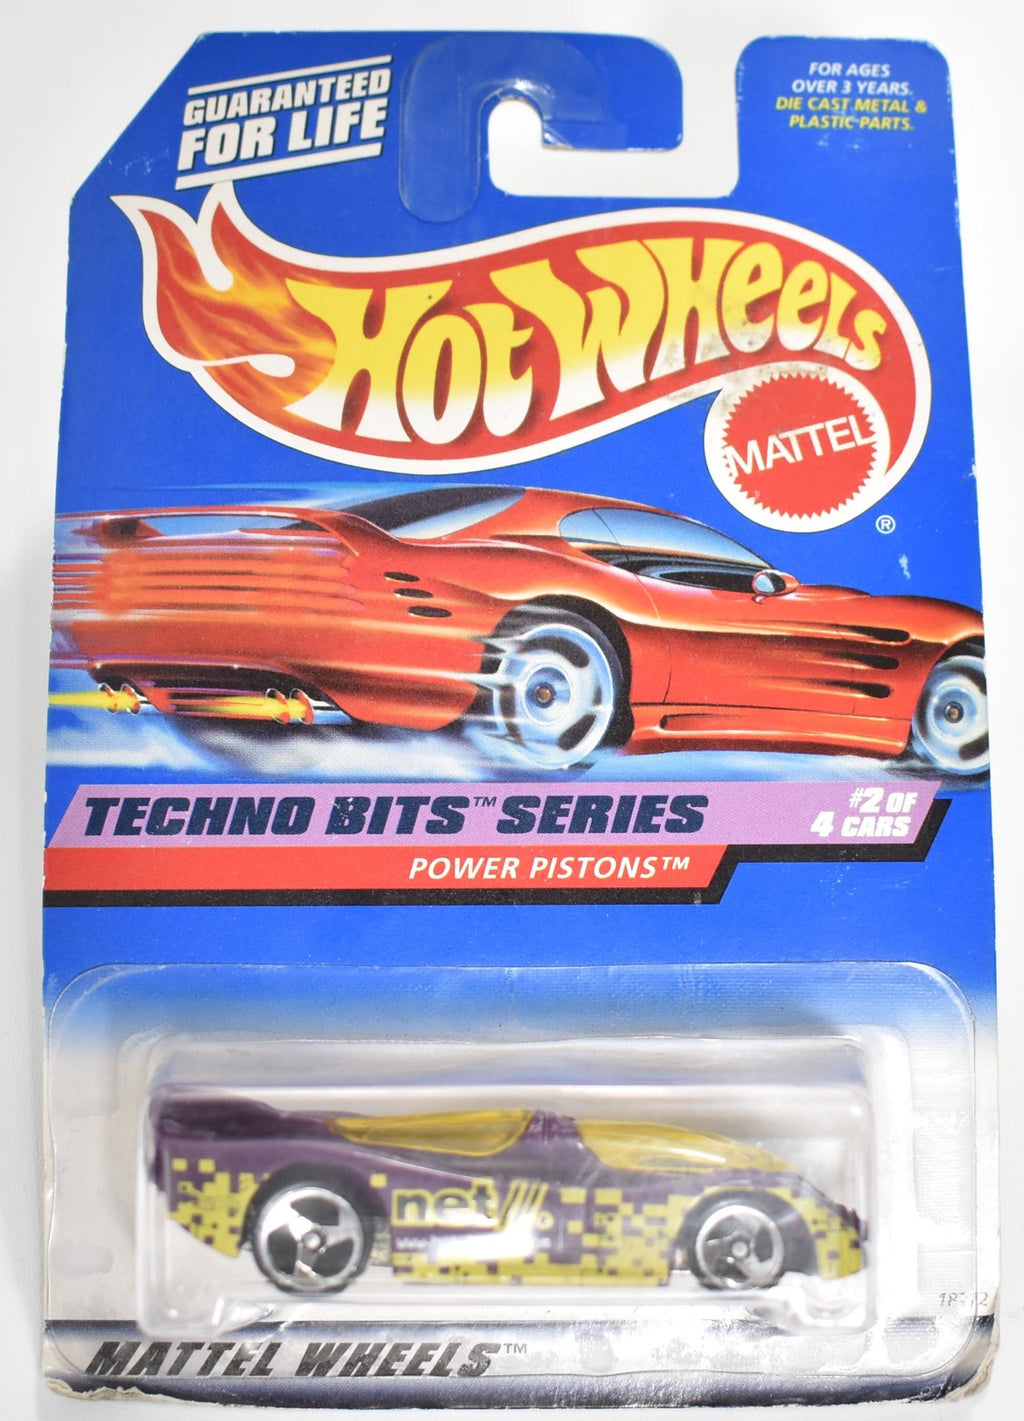 GUARANTEED
FOR LIFE
FOR AGES
OVER 3 YEARS.
DIE CAST METAL &
PLASTIC PARTS.
HOT WHEELS
MATTEL
®
TECHNO BITS™ SERIES
#2 OF
4 CARS
POWER PISTONS™
net
MATTEL WHEELS™